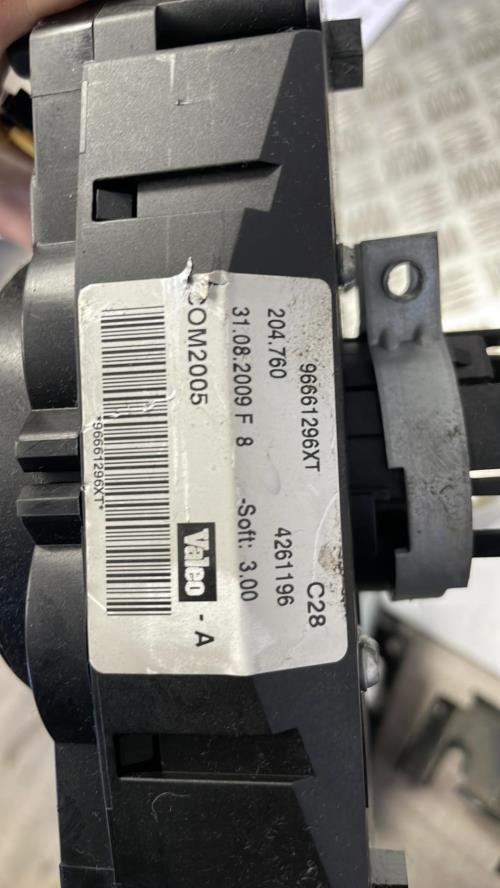 96661296XT C28
204.760 4261196
31.08.2009 F 8 -Soft: 3.00
COM2005 Valeo - A
*96661296XT*